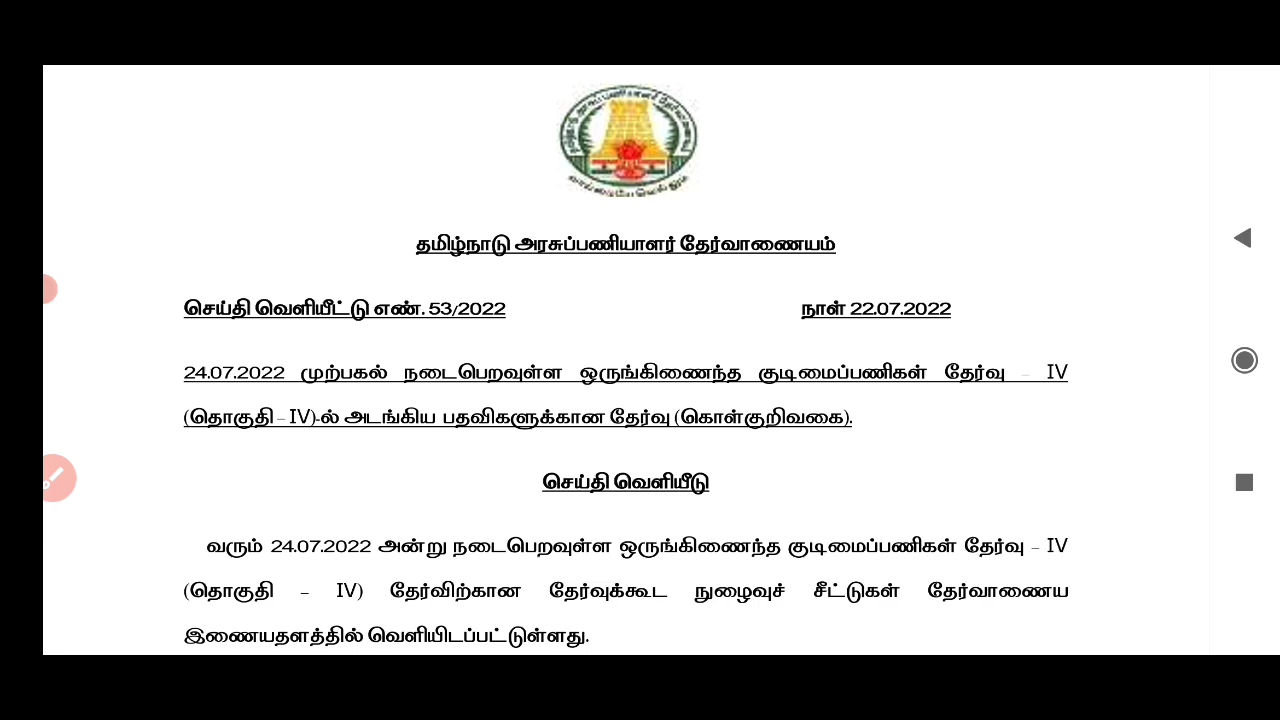 தமிழ்நாடு அரசுப்பணியாளர் தேர்வாணையம்
செய்தி வெளியீட்டு எண். 53/2022 நாள் 22.07.2022
24.07.2022 முற்பகல் நடைபெறவுள்ள ஒருங்கிணைந்த குடிமைப்பணிகள் தேர்வு – IV
(தொகுதி – IV)-ல் அடங்கிய பதவிகளுக்கான தேர்வு (கொள்குறிவகை).
செய்தி வெளியீடு
வரும் 24.07.2022 அன்று நடைபெறவுள்ள ஒருங்கிணைந்த குடிமைப்பணிகள் தேர்வு – IV
(தொகுதி – IV) தேர்விற்கான தேர்வுக்கூட நுழைவுச் சீட்டுகள் தேர்வாணைய
இணையதளத்தில் வெளியிடப்பட்டுள்ளது.